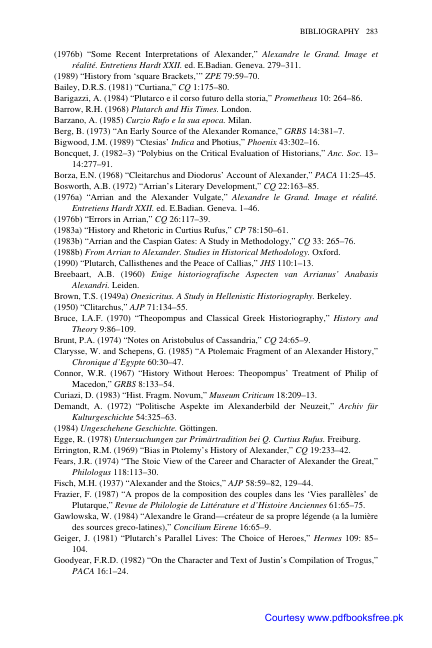 BIBLIOGRAPHY 283
(1976b) “Some Recent Interpretations of Alexander,” Alexandre le Grand. Image et
réalité. Entretiens Hardt XXII. ed. E.Badian. Geneva. 279–311.
(1989) “History from ‘square Brackets,’” ZPE 79:59–70.
Bailey, D.R.S. (1981) “Curtiana,” CQ 1:175–80.
Barigazzi, A. (1984) “Plutarco e il corso futuro della storia,” Prometheus 10: 264–86.
Barrow, R.H. (1968) Plutarch and His Times. London.
Barzano, A. (1985) Curzio Rufo e la sua epoca. Milan.
Berg, B. (1973) “An Early Source of the Alexander Romance,” GRBS 14:381–7.
Bigwood, J.M. (1989) “Ctesias’ Indica and Photius,” Phoenix 43:302–16.
Boncquet, J. (1982–3) “Polybius on the Critical Evaluation of Historians,” Anc. Soc. 13–
14:277–91.
Borza, E.N. (1968) “Cleitarchus and Diodorus’ Account of Alexander,” PACA 11:25–45.
Bosworth, A.B. (1972) “Arrian’s Literary Development,” CQ 22:163–85.
(1976a) “Arrian and the Alexander Vulgate,” Alexandre le Grand. Image et réalité.
Entretiens Hardt XXII. ed. E.Badian. Geneva. 1–46.
(1976b) “Errors in Arrian,” CQ 26:117–39.
(1983a) “History and Rhetoric in Curtius Rufus,” CP 78:150–61.
(1983b) “Arrian and the Caspian Gates: A Study in Methodology,” CQ 33: 265–76.
(1988b) From Arrian to Alexander. Studies in Historical Methodology. Oxford.
(1990) “Plutarch, Callisthenes and the Peace of Callias,” JHS 110:1–13.
Breebaart, A.B. (1960) Enige historiografische Aspecten van Arrianus’ Anabasis
Alexandri. Leiden.
Brown, T.S. (1949a) Onesicritus. A Study in Hellenistic Historiography. Berkeley.
(1950) “Clitarchus,” AJP 71:134–55.
Bruce, I.A.F. (1970) “Theopompus and Classical Greek Historiography,” History and
Theory 9:86–109.
Brunt, P.A. (1974) “Notes on Aristobulus of Cassandria,” CQ 24:65–9.
Clarysse, W. and Schepens, G. (1985) “A Ptolemaic Fragment of an Alexander History,”
Chronique d’Egypte 60:30–47.
Connor, W.R. (1967) “History Without Heroes: Theopompus’ Treatment of Philip of
Macedon,” GRBS 8:133–54.
Curiazi, D. (1983) “Hist. Fragm. Novum,” Museum Criticum 18:209–13.
Demandt, A. (1972) “Politische Aspekte im Alexanderbild der Neuzeit,” Archiv für
Kulturgeschichte 54:325–63.
(1984) Ungeschehene Geschichte. Göttingen.
Egge, R. (1978) Untersuchungen zur Primärtradition bei Q. Curtius Rufus. Freiburg.
Errington, R.M. (1969) “Bias in Ptolemy’s History of Alexander,” CQ 19:233–42.
Fears, J.R. (1974) “The Stoic View of the Career and Character of Alexander the Great,”
Philologus 118:113–30.
Fisch, M.H. (1937) “Alexander and the Stoics,” AJP 58:59–82, 129–44.
Frazier, F. (1987) “A propos de la composition des couples dans les ‘Vies parallèles’ de
Plutarque,” Revue de Philologie de Littérature et d’Histoire Anciennes 61:65–75.
Gawlowska, W. (1984) “Alexandre le Grand—créateur de sa propre légende (a la lumière
des sources greco-latines),” Concilium Eirene 16:65–9.
Geiger, J. (1981) “Plutarch’s Parallel Lives: The Choice of Heroes,” Hermes 109: 85–
104.
Goodyear, F.R.D. (1982) “On the Character and Text of Justin’s Compilation of Trogus,”
PACA 16:1–24.
Courtesy www.pdfbooksfree.pk